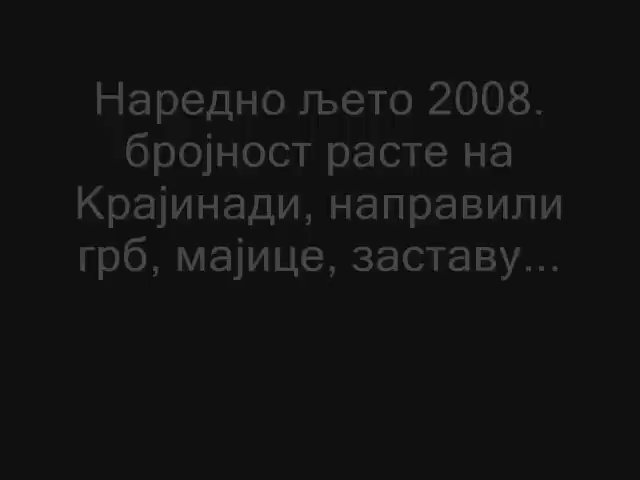 Наредно љето 2008.
бројност расте на
Крајинади, направили
грб, мајице, заставу...